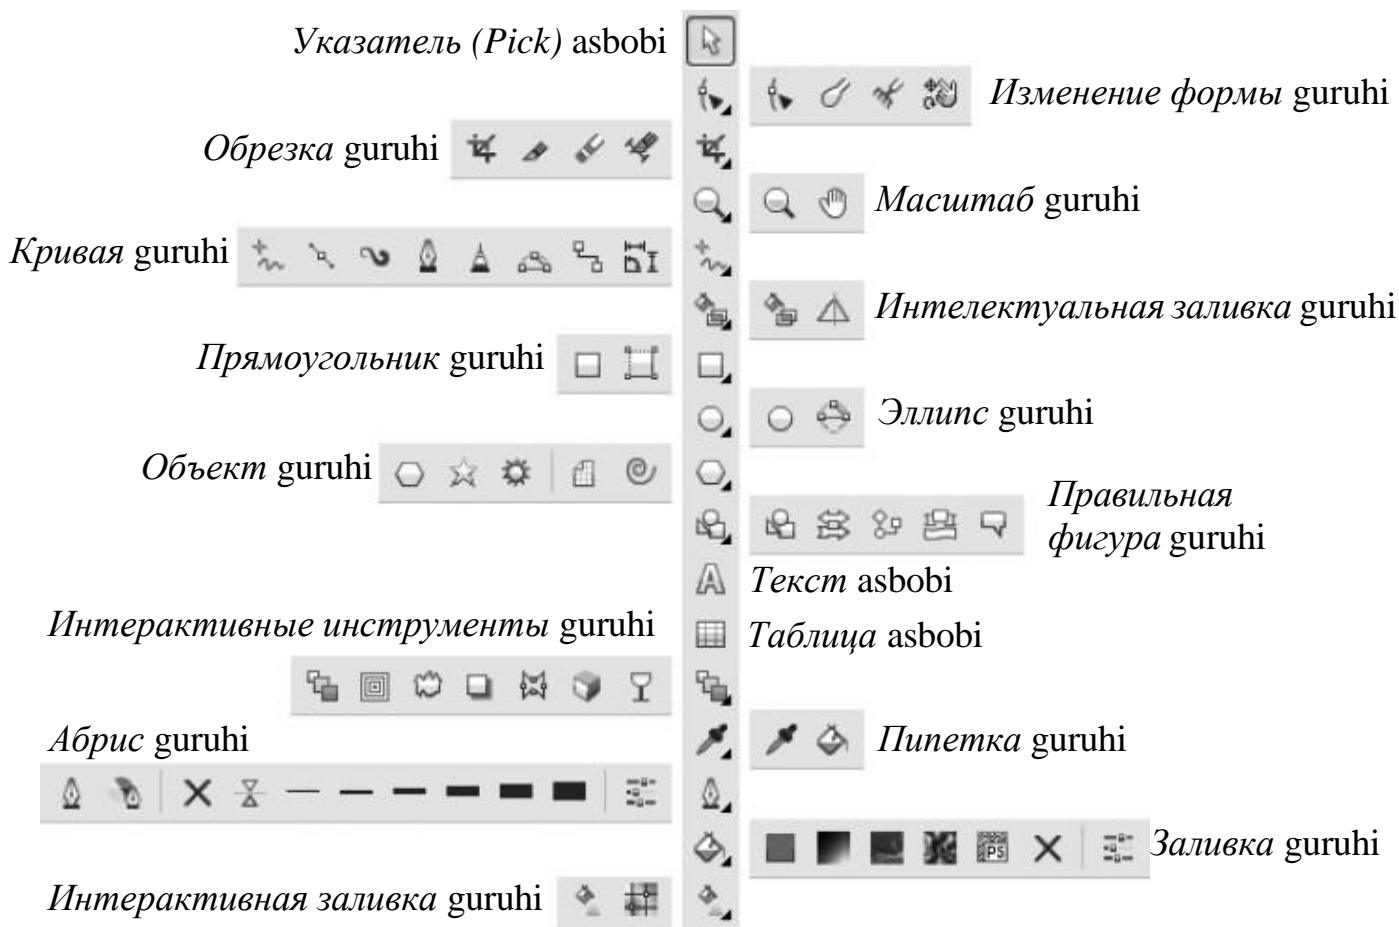 Указатель (Pick) asbobi
Изменение формы guruhi
Обрезка guruhi
Масштаб guruhi
Кривая guruhi
Интелектуальная заливка guruhi
Прямоугольник guruhi
Эллипс guruhi
Объект guruhi
Правильная
фигура guruhi
Текст asbobi
Интерактивные инструменты guruhi
Таблица asbobi
Абрис guruhi
Пипетка guruhi
PS
Заливка guruhi
Интерактивная заливка guruhi